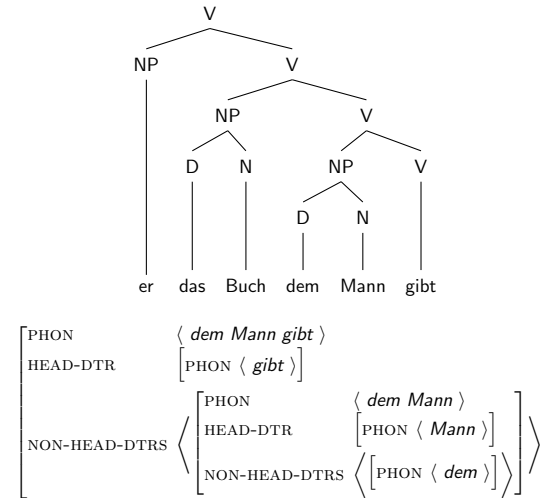 V
NP V
NP V
D N NP V
D N
er das Buch dem Mann gibt
PHON ⟨ dem Mann gibt ⟩
HEAD-DTR [PHON ⟨ gibt ⟩]
PHON ⟨ dem Mann ⟩
HEAD-DTR [PHON ⟨ Mann ⟩]
NON-HEAD-DTRS ⟨ NON-HEAD-DTRS ⟨[PHON ⟨ dem ⟩]⟩ ⟩